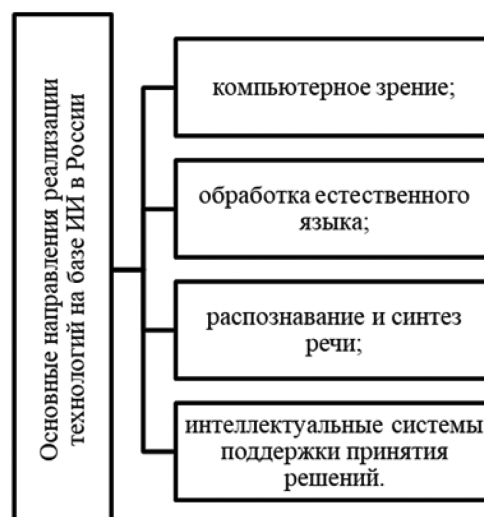 Основные направления реализации
технологий на базе ИИ в России
компьютерное зрение;
обработка естественного
языка;
распознавание и синтез
речи;
интеллектуальные системы
поддержки принятия
решений.